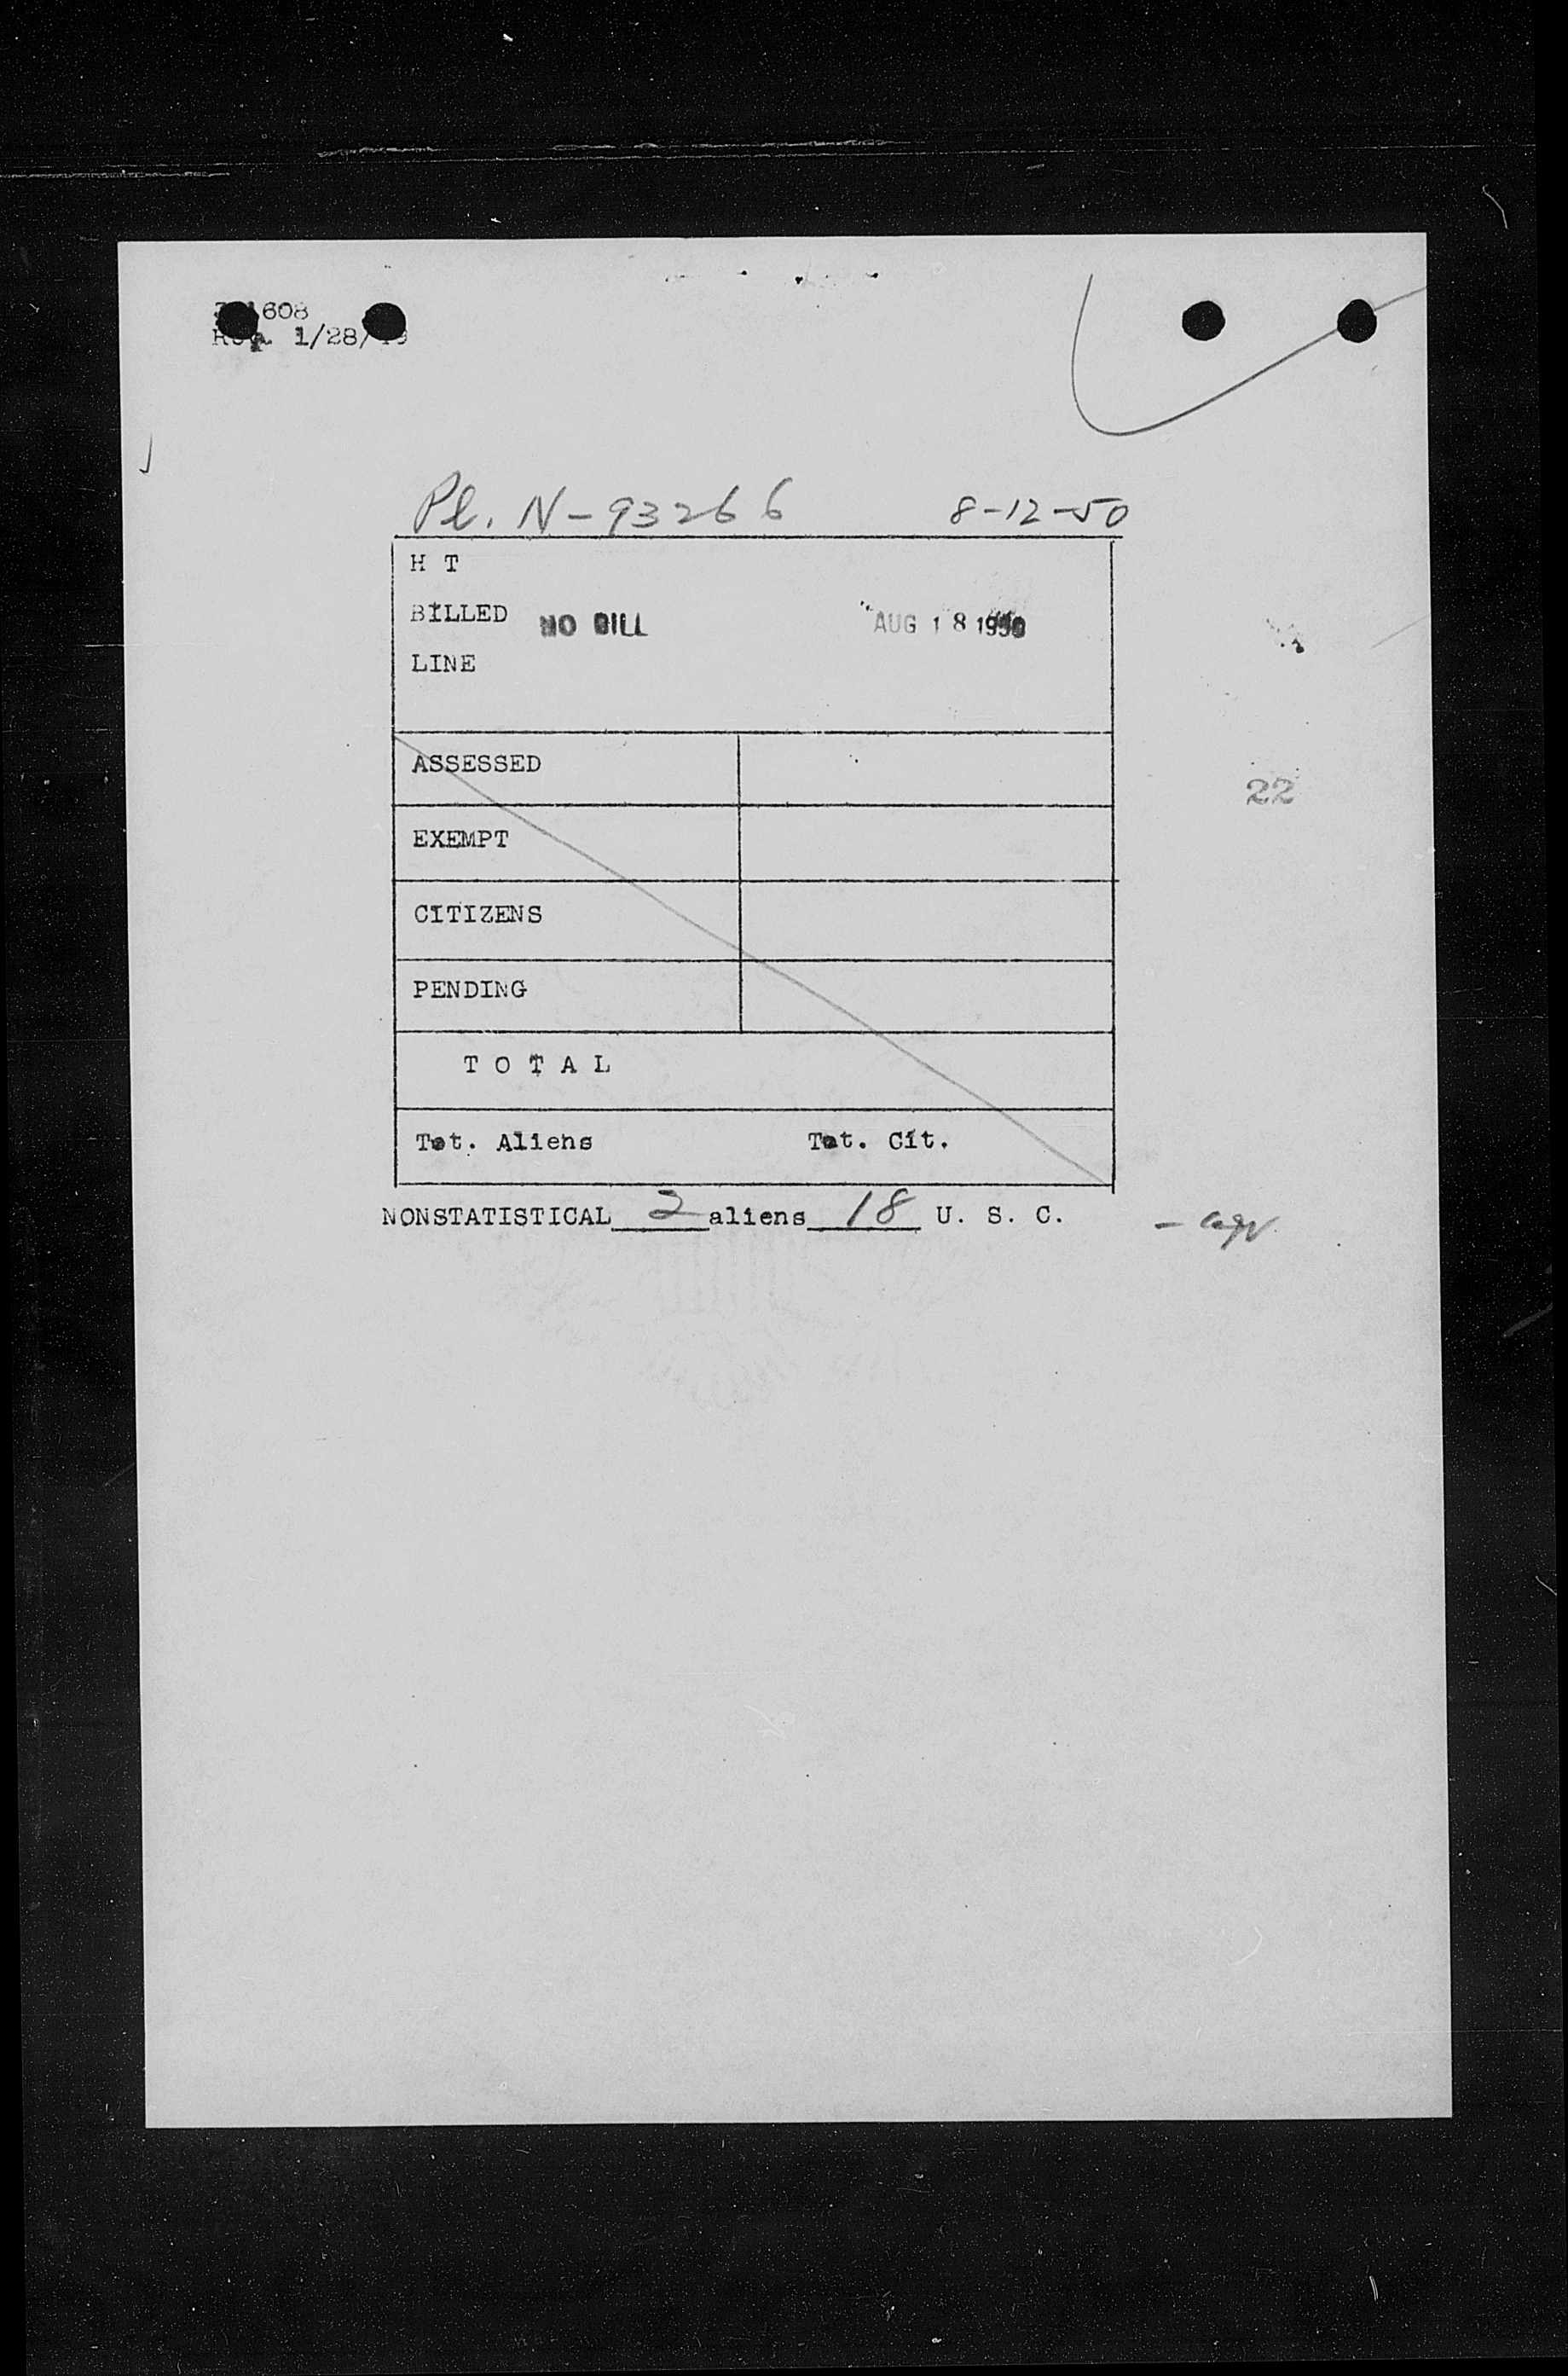 608
1/28/
Pl. N-93266 8-12-50
H T
BILLED NO BILL AUG 18 1950
LINE
ASSESSED
22
EXEMPT
CITIZENS
PENDING
T O T A L
Tot. Aliens Tot. Cit.
NONSTATISTICAL 2 aliens 18 U. S. C.